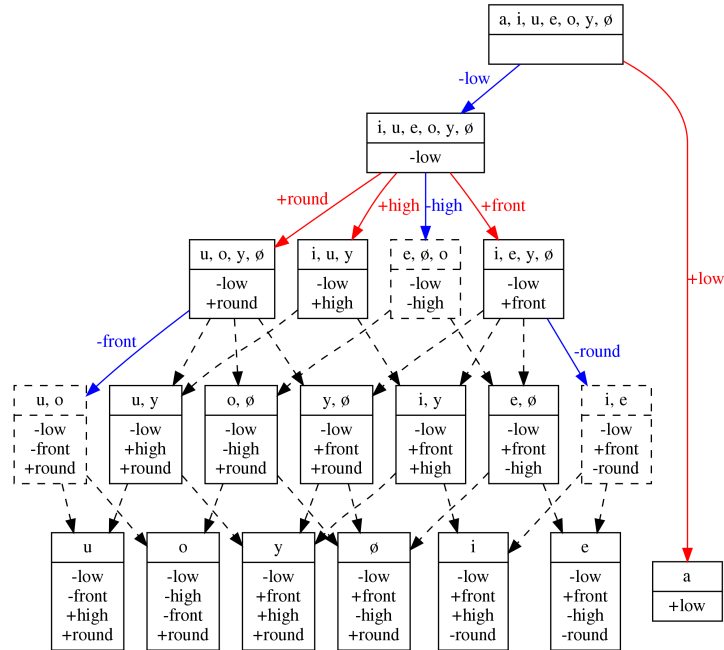 a, i, u, e, o, y, ø
-low
i, u, e, o, y, ø
-low
+round
+high
-high
+front
+low
u, o, y, ø
-low
+round
i, u, y
-low
+high
e, ø, o
-low
-high
i, e, y, ø
-low
+front
-front
-round
u, o
-low
-front
+round
u, y
-low
+high
+round
o, ø
-low
-high
+round
y, ø
-low
+front
+round
i, y
-low
+front
+high
e, ø
-low
+front
-high
i, e
-low
+front
-round
u
-low
-front
+high
+round
o
-low
-high
-front
+round
y
-low
+front
+high
+round
ø
-low
+front
-high
+round
i
-low
+front
+high
-round
e
-low
+front
-high
-round
a
+low